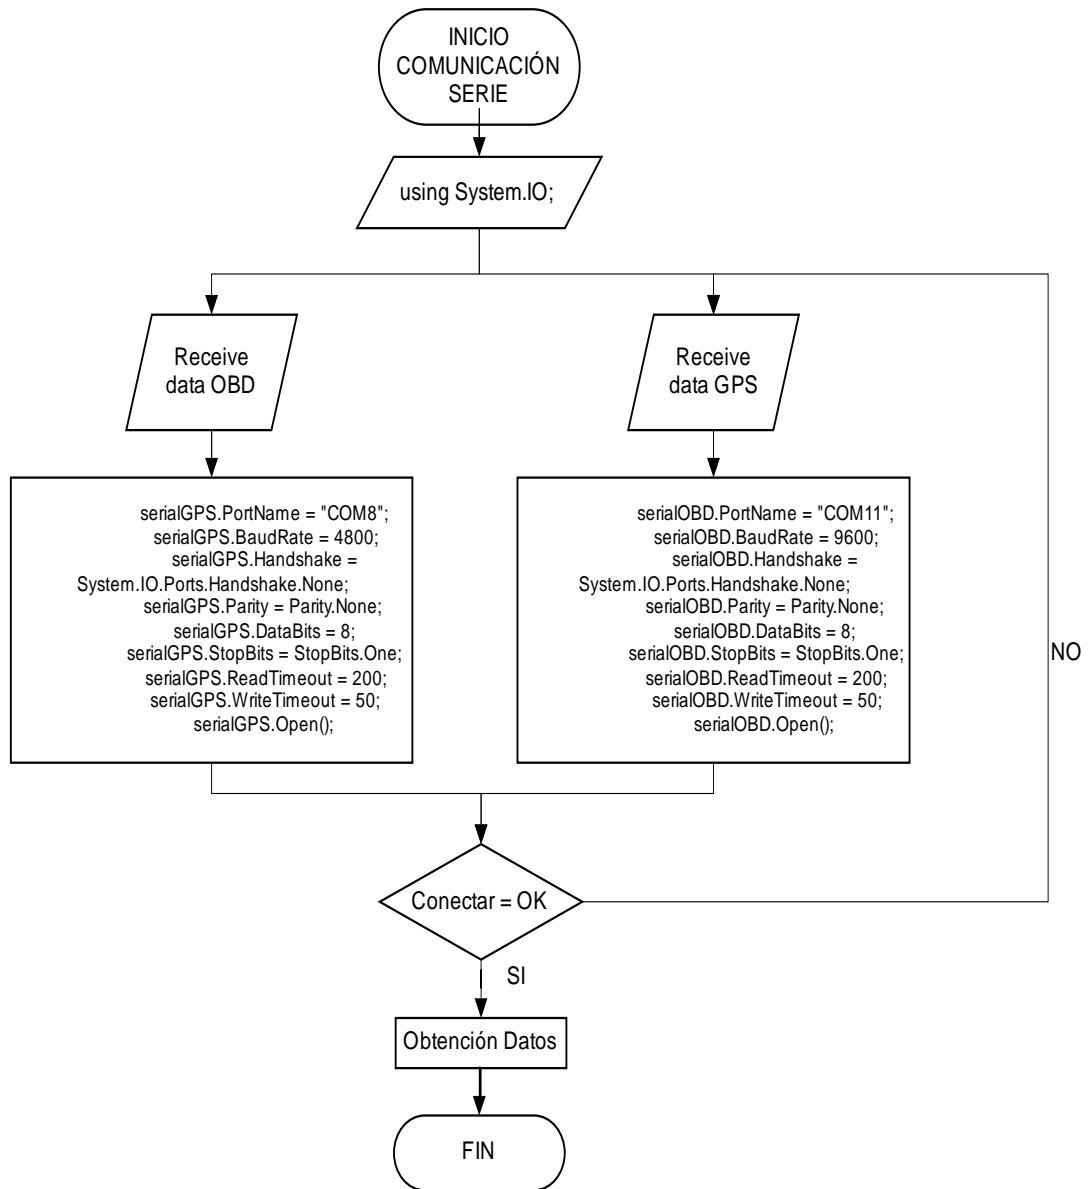 INICIO
COMUNICACIÓN
SERIE
using System.IO;
Receive
data OBD
Receive
data GPS
serialGPS.PortName = "COM8";
serialGPS.BaudRate = 4800;
serialGPS.Handshake =
System.IO.Ports.Handshake.None;
serialGPS.Parity = Parity.None;
serialGPS.DataBits = 8;
serialGPS.StopBits = StopBits.One;
serialGPS.ReadTimeout = 200;
serialGPS.WriteTimeout = 50;
serialGPS.Open();
serialOBD.PortName = "COM11";
serialOBD.BaudRate = 9600;
serialOBD.Handshake =
System.IO.Ports.Handshake.None;
serialOBD.Parity = Parity.None;
serialOBD.DataBits = 8;
serialOBD.StopBits = StopBits.One;
serialOBD.ReadTimeout = 200;
serialOBD.WriteTimeout = 50;
serialOBD.Open();
NO
Conectar = OK
SI
Obtención Datos
FIN